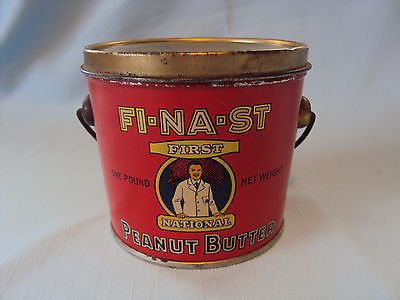 FI·NA·ST
FIRST
ONE POUND NET WEIGHT
NATIONAL
PEANUT BUTTER